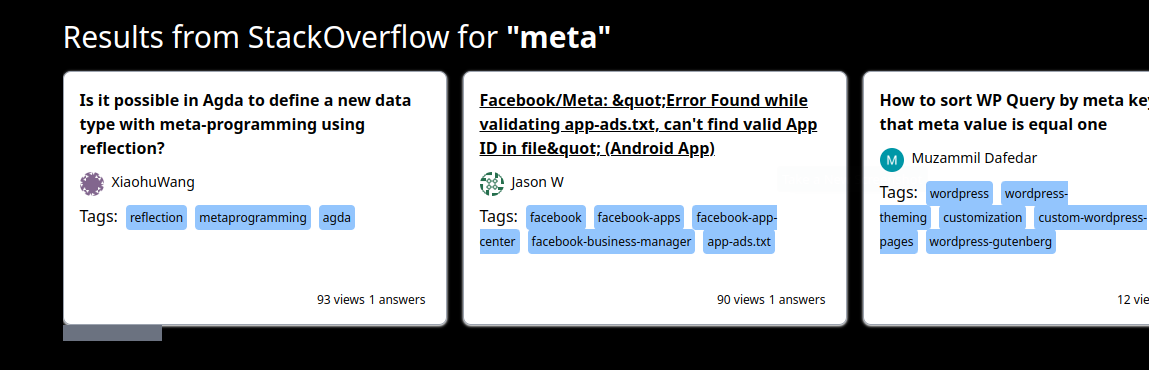 Results from StackOverflow for "meta"
Is it possible in Agda to define a new data
type with meta-programming using
reflection?
XiaohuWang
Tags: reflection metaprogramming agda
93 views 1 answers
Facebook/Meta: &quot;Error Found while
validating app-ads.txt, can't find valid App
ID in file&quot; (Android App)
Jason W
Tags: facebook facebook-apps facebook-app-
center facebook-business-manager app-ads.txt
90 views 1 answers
How to sort WP Query by meta
that meta value is equal one
M Muzammil Dafedar
Tags: wordpress wordpress-
theming customization custom-wordpress-
pages wordpress-gutenberg
12